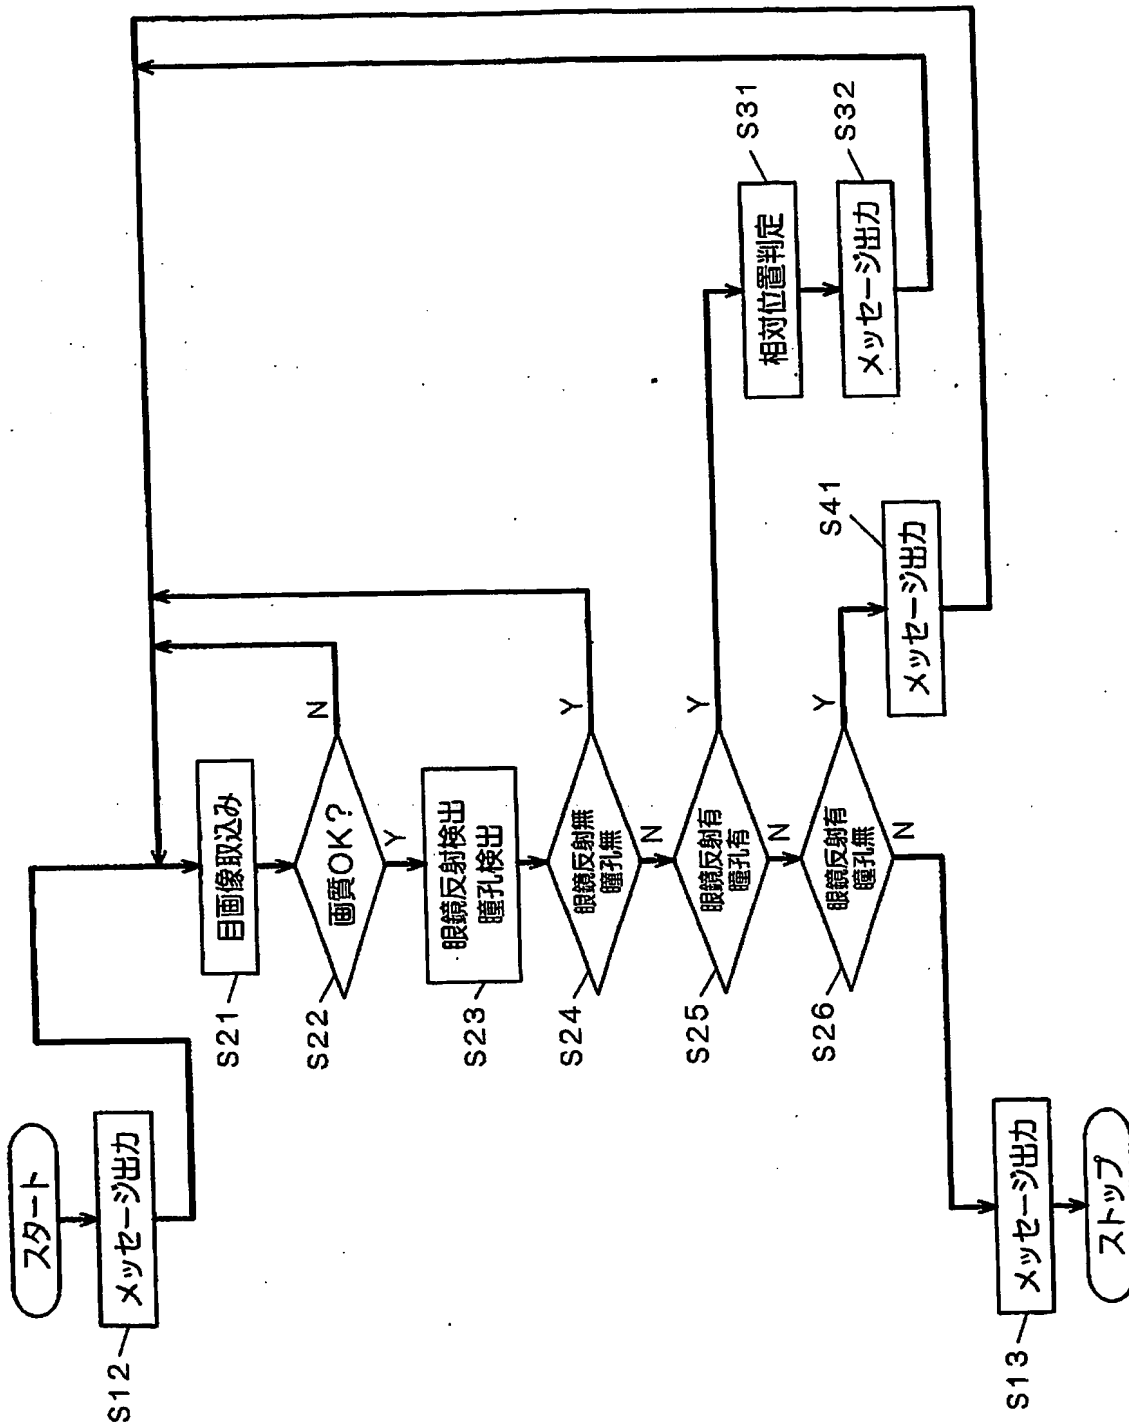 スタート
メッセージ出力
S12
目画像取込み
S21
画質OK?
S22
N
Y
眼鏡反射検出
瞳孔検出
S23
眼鏡反射無
瞳孔無
S24
Y
N
眼鏡反射有
瞳孔有
S25
Y
N
眼鏡反射有
瞳孔無
S26
Y
N
相対位置判定
S31
メッセージ出力
S32
メッセージ出力
S41
メッセージ出力
S13
ストップ